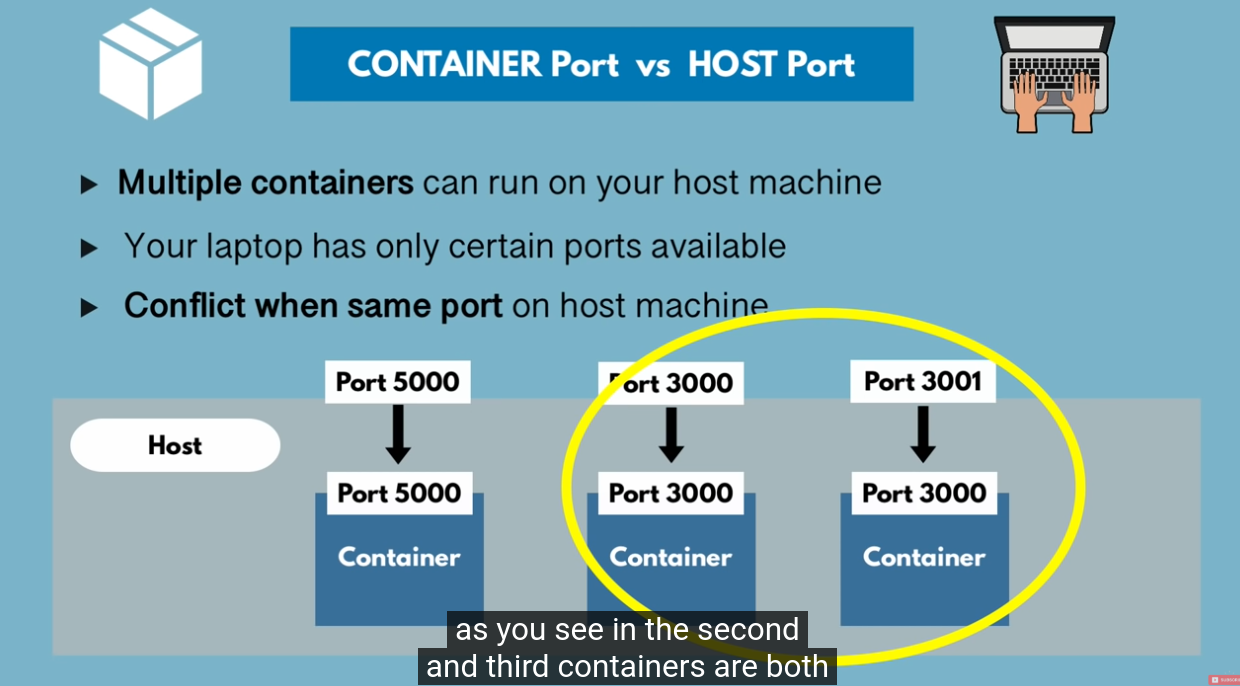 CONTAINER Port vs HOST Port
Multiple containers can run on your host machine
Your laptop has only certain ports available
Conflict when same port on host machine
Port 5000
Port 3000
Port 3001
Host
Port 5000
Port 3000
Port 3000
Container
Container
Container
as you see in the second
and third containers are both